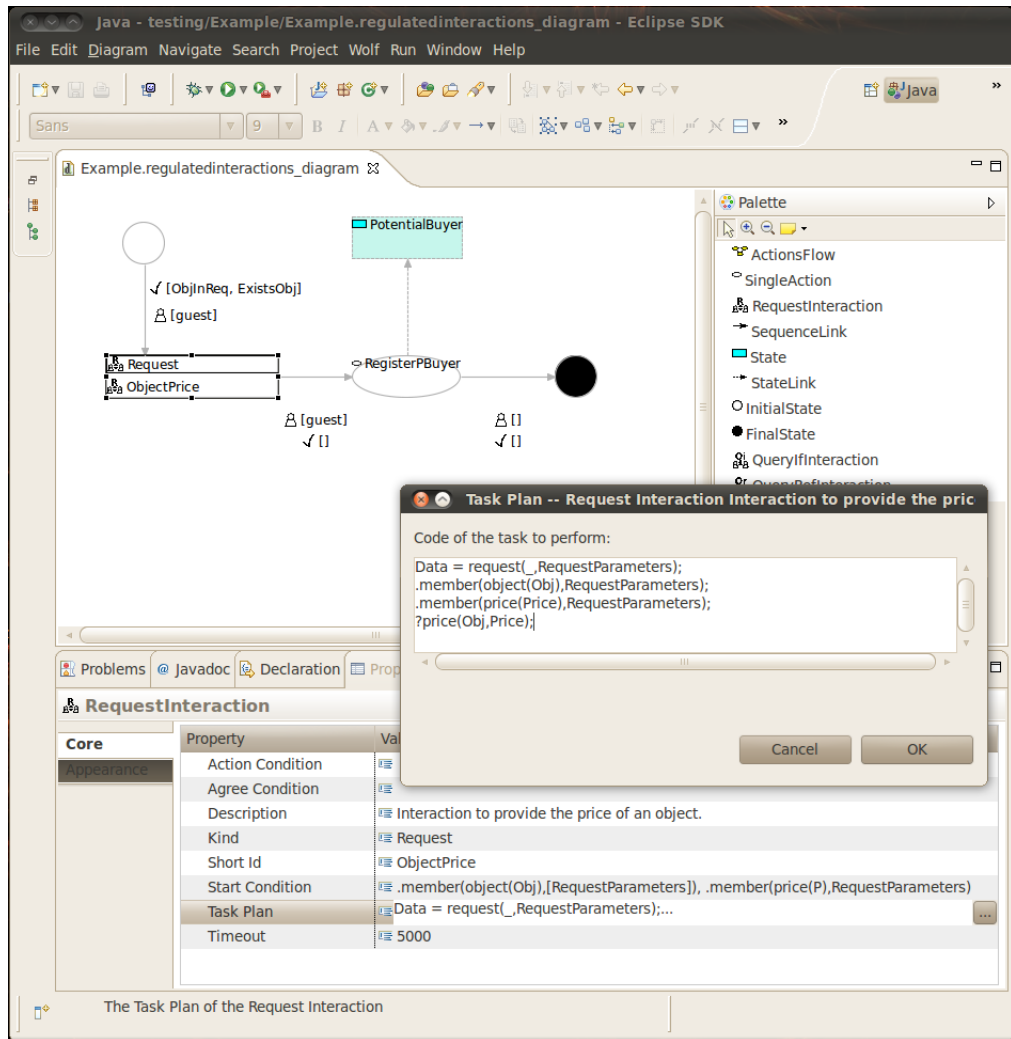 Java - testing/Example/Example.regulatedinteractions_diagram - Eclipse SDK
File Edit Diagram Navigate Search Project Wolf Run Window Help
Java
»
Sans
9
B I A
»
Example.regulatedinteractions_diagram
PotentialBuyer
[ObjInReq, ExistsObj]
[guest]
Request
ObjectPrice
RegisterPBuyer
[guest]
[]
[]
[]
Palette
ActionsFlow
SingleAction
RequestInteraction
SequenceLink
State
StateLink
InitialState
FinalState
QueryIfInteraction
QueryRefInteraction
Task Plan -- Request Interaction Interaction to provide the pric
Code of the task to perform:
Data = request(_,RequestParameters);
.member(object(Obj),RequestParameters);
.member(price(Price),RequestParameters);
?price(Obj,Price);
Cancel
OK
Problems
@ Javadoc
Declaration
Prop
RequestInteraction
Core
Appearance
Property
Val
Action Condition
Agree Condition
Description
Interaction to provide the price of an object.
Kind
Request
Short Id
ObjectPrice
Start Condition
.member(object(Obj),[RequestParameters]), .member(price(P),RequestParameters)
Task Plan
Data = request(_,RequestParameters);...
...
Timeout
5000
The Task Plan of the Request Interaction